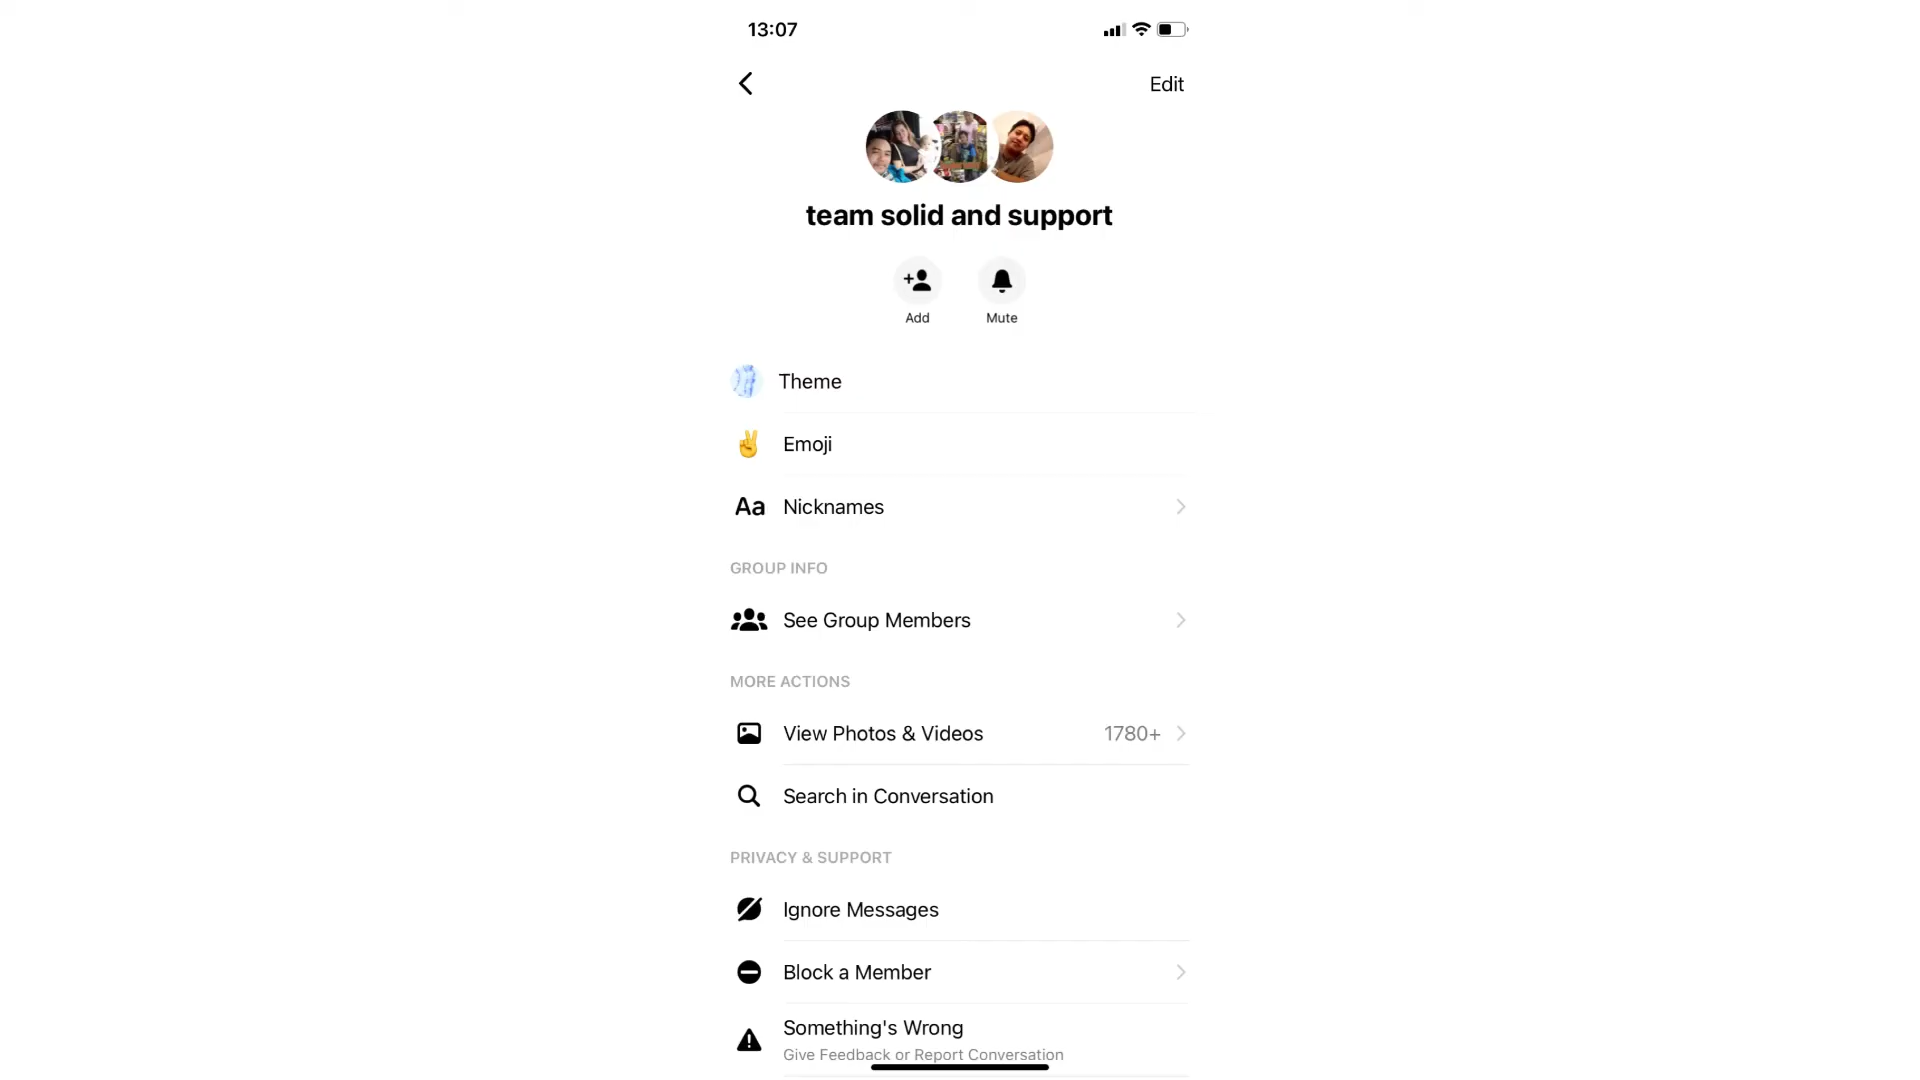 13:07
Edit
team solid and support
Add
Mute
Theme
Emoji
Aa Nicknames
GROUP INFO
See Group Members
MORE ACTIONS
View Photos & Videos 1780+
Search in Conversation
PRIVACY & SUPPORT
Ignore Messages
Block a Member
Something's Wrong
Give Feedback or Report Conversation